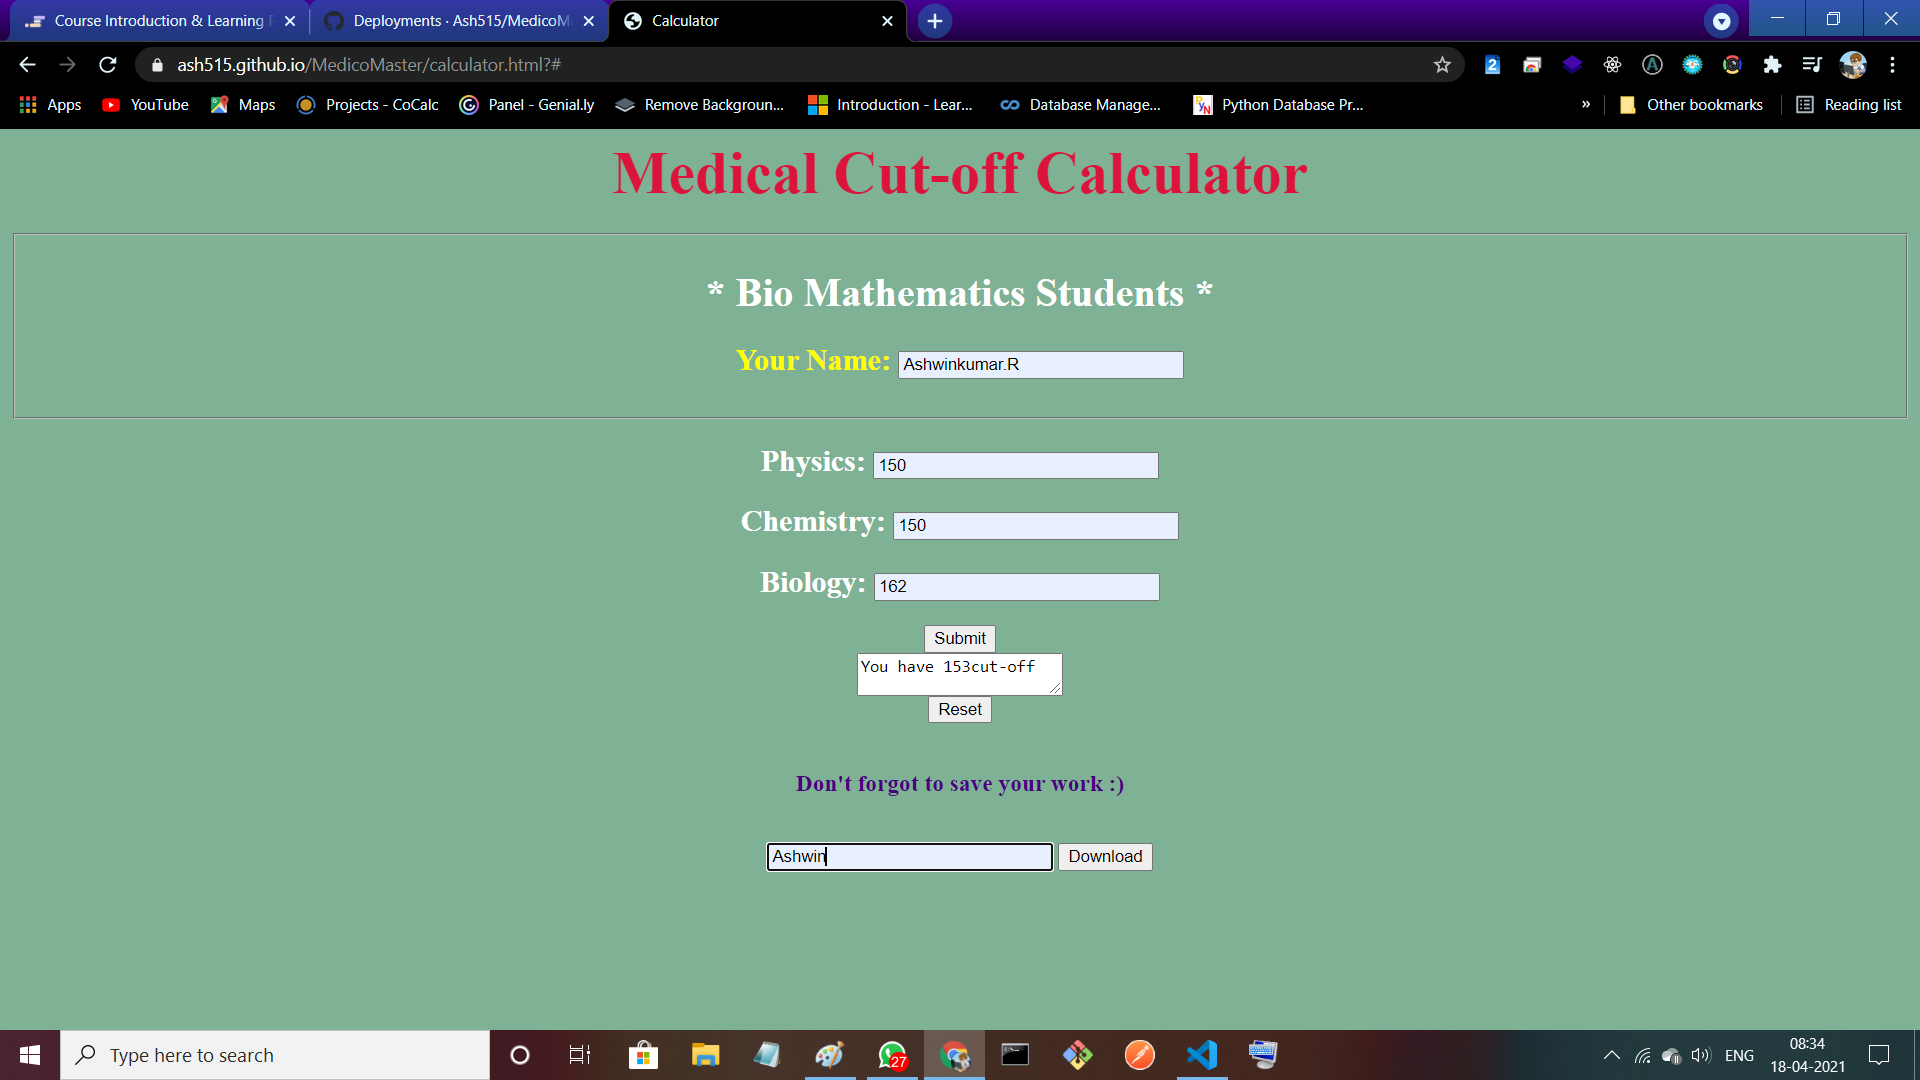 Course Introduction & Learning
Deployments · Ash515/MedicoM
Calculator
ash515.github.io/MedicoMaster/calculator.html?#
2
Apps
YouTube
Maps
Projects - CoCalc
Panel - Genial.ly
Remove Backgroun...
Introduction - Lear...
Database Manage...
Python Database Pr...
»
Other bookmarks
Reading list
Medical Cut-off Calculator
* Bio Mathematics Students *
Your Name: Ashwinkumar.R
Physics: 150
Chemistry: 150
Biology: 162
Submit
You have 153cut-off
Reset
Don't forgot to save your work :)
Ashwin Download
Type here to search
27
ENG
08:34
18-04-2021